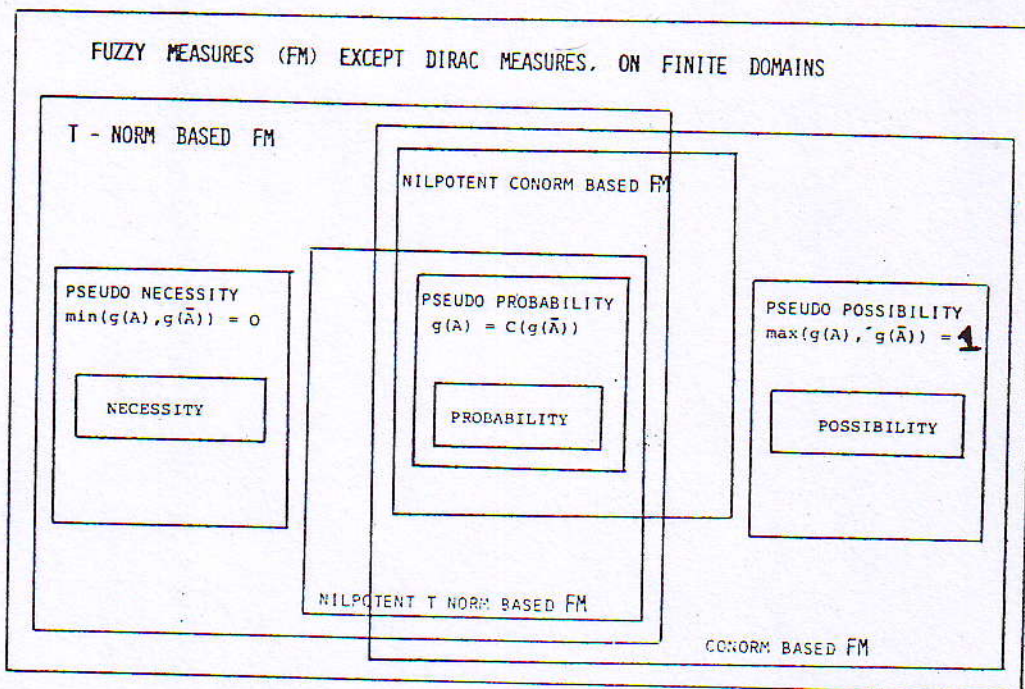 FUZZY MEASURES (FM) EXCEPT DIRAC MEASURES, ON FINITE DOMAINS
T - NORM BASED FM
NILPOTENT CONORM BASED FM
PSEUDO NECESSITY
min(g(A),g(Ā)) = 0
PSEUDO PROBABILITY
g(A) = C(g(Ā))
PSEUDO POSSIBILITY
max(g(A), g(Ā)) = 1
NECESSITY
PROBABILITY
POSSIBILITY
NILPOTENT T NORM BASED FM
CONORM BASED FM